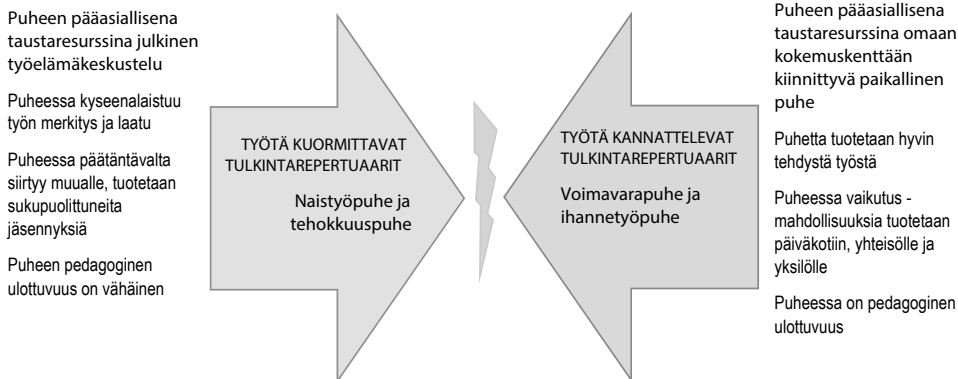 Puheen pääasiallisena
taustaresurssina julkinen
työelämäkeskustelu
Puheessa kyseenalaistuu
työn merkitys ja laatu
Puheessa päätäntävalta
siirtyy muualle, tuotetaan
sukupuolittuneita
jäsennyksiä
Puheen pedagoginen
ulottuvuus on vähäinen
TYÖTÄ KUORMITTAVAT
TULKINTAREPERTUAARIT
Naistyöpuhe ja
tehokkuuspuhe
TYÖTÄ KANNATTELEVAT
TULKINTAREPERTUAARIT
Voimavarapuhe ja
ihannetyöpuhe
Puheen pääasiallisena
taustaresurssina omaan
kokemuskenttään
kiinnittyvä paikallinen
puhe
Puhetta tuotetaan hyvin
tehdystä työstä
Puheessa vaikutus -
mahdollisuuksia tuotetaan
päiväkotiin, yhteisölle ja
yksilölle
Puheessa on pedagoginen
ulottuvuus